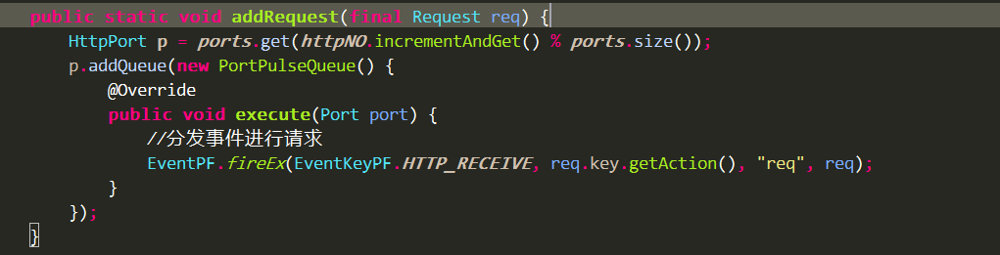 public static void addRequest(final Request req) {
HttpPort p = ports.get(httpNO.incrementAndGet() % ports.size());
p.addQueue(new PortPulseQueue() {
@Override
public void execute(Port port) {
//分发事件进行请求
EventPF.fireEx(EventKeyPF.HTTP_RECEIVE, req.key.getAction(), "req", req);
}
});
}